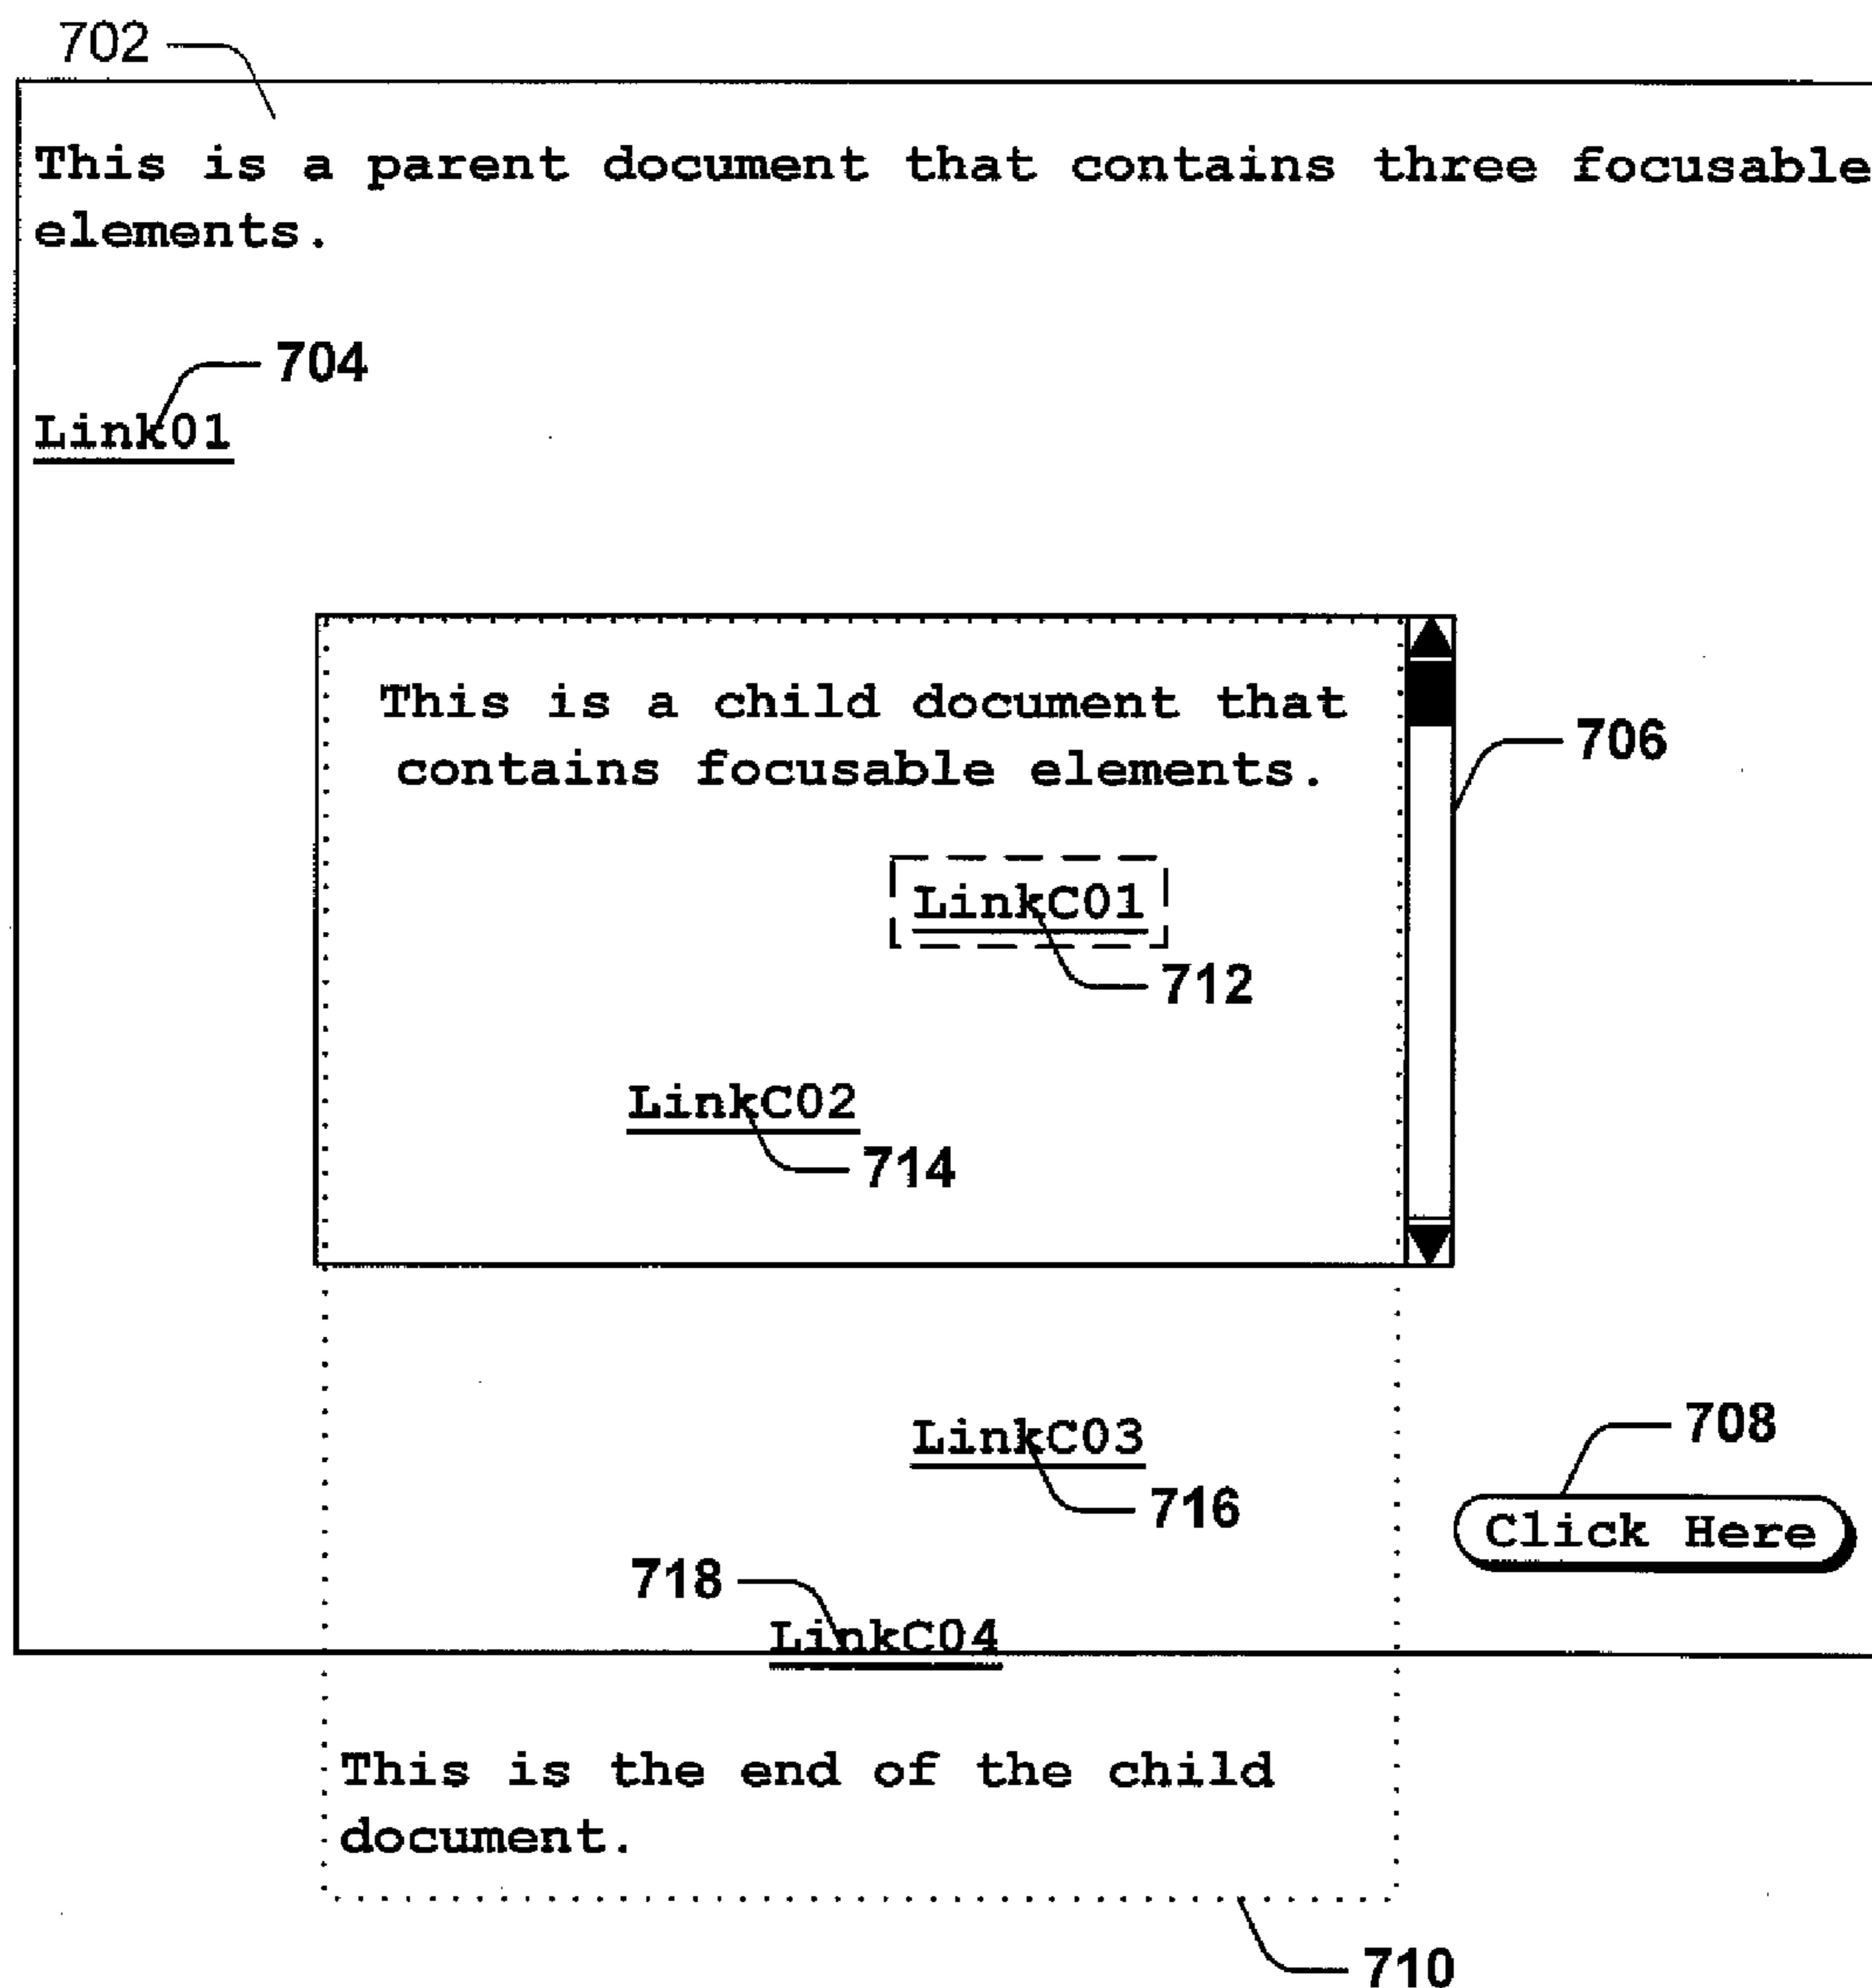 702
This is a parent document that contains three focusable
elements.
704
Link01
This is a child document that
contains focusable elements.
706
LinkC01
712
LinkC02
714
LinkC03
716
708
Click Here
718
LinkC04
This is the end of the child
document.
710